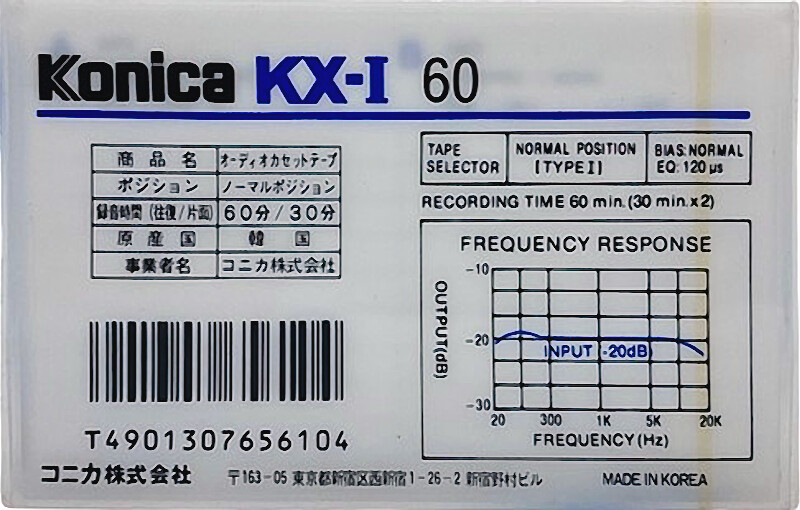 Konica KX-I 60
商品名 オーディオカセットテープ
ポジション ノーマルポジション
録音時間 (往復/片面) 60分/30分
原産国 韓国
事業者名 コニカ株式会社
T4901307656104
TAPE SELECTOR NORMAL POSITION [TYPE I] BIAS:NORMAL EQ:120μs
RECORDING TIME 60 min.(30 min.x2)
FREQUENCY RESPONSE
OUTPUT(dB)
-10
-20
-30
INPUT (-20dB)
20 300 1K 5K 20K
FREQUENCY(Hz)
コニカ株式会社 〒163-05 東京都新宿区西新宿1-26-2 新宿野村ビル MADE IN KOREA